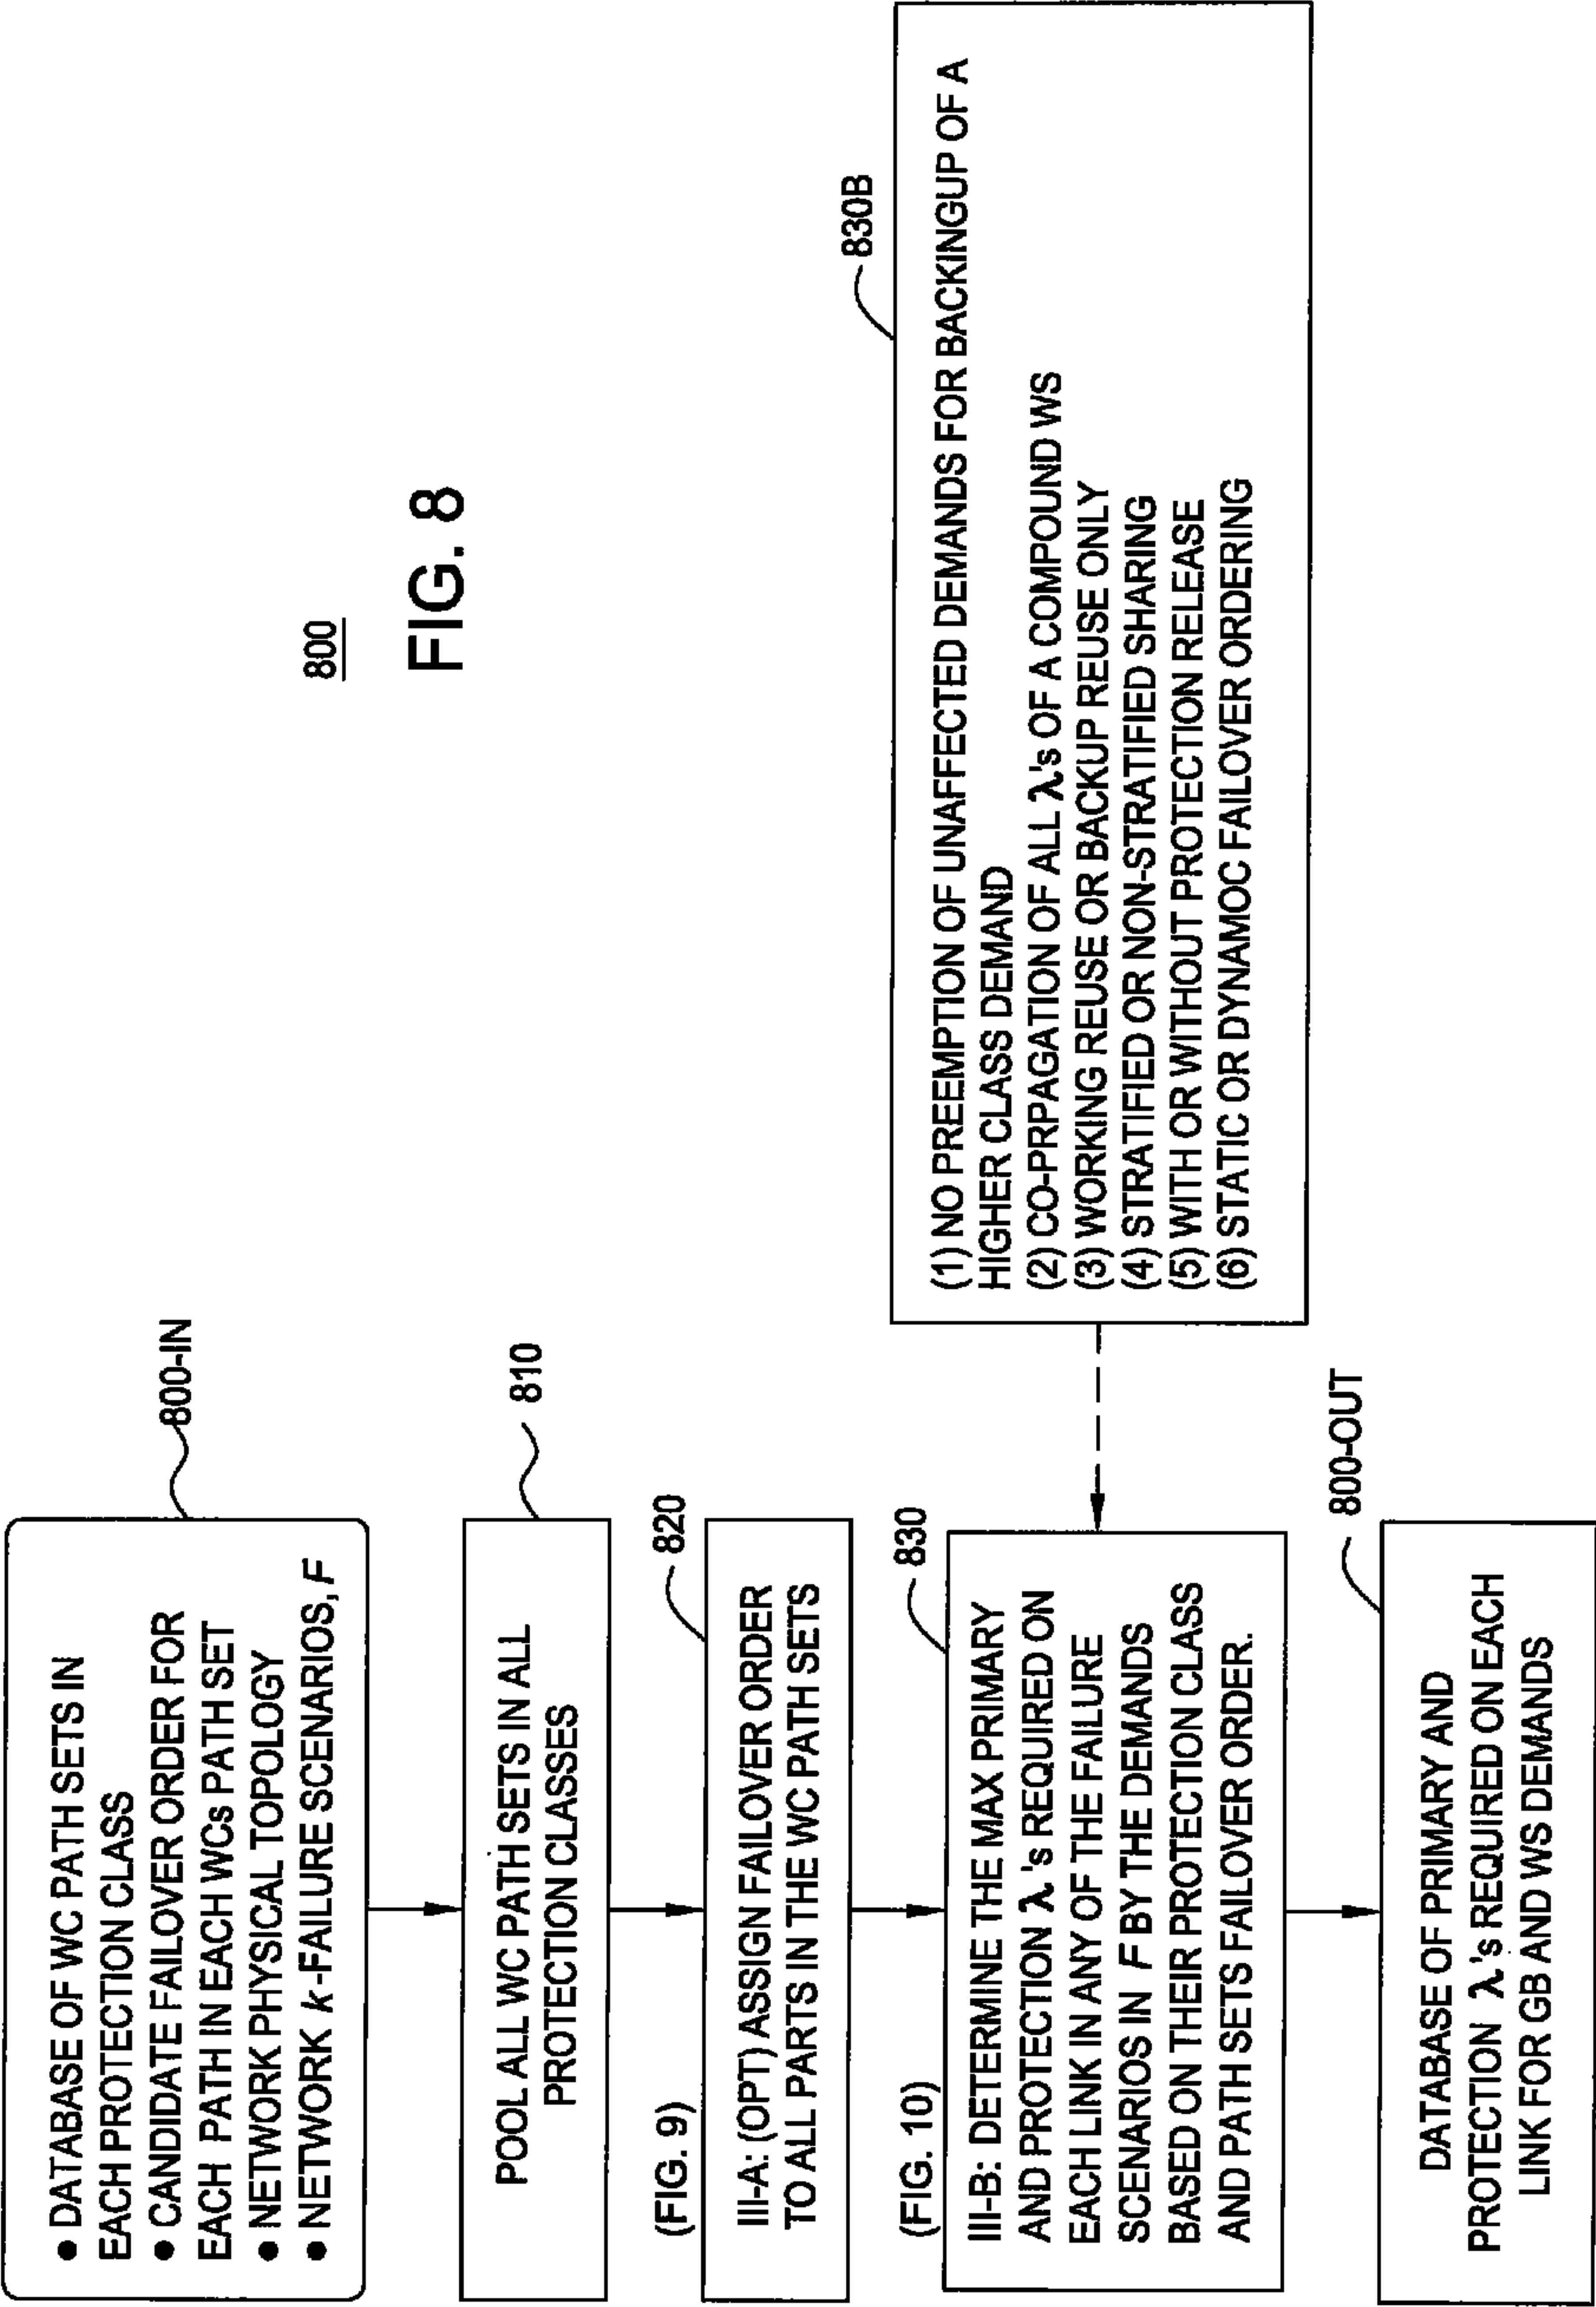 800
FIG. 8
800-IN
● DATABASE OF WC PATH SETS IN
EACH PROTECTION CLASS
● CANDIDATE FAILOVER ORDER FOR
EACH PATH IN EACH WCs PATH SET
● NETWORK PHYSICAL TOPOLOGY
● NETWORK k-FAILURE SCENARIOS, F
810
POOL ALL WC PATH SETS IN ALL
PROTECTION CLASSES
(FIG. 9)
820
III-A: (OPT) ASSIGN FAILOVER ORDER
TO ALL PARTS IN THE WC PATH SETS
(FIG. 10)
830
III-B: DETERMINE THE MAX PRIMARY
AND PROTECTION λ's REQUIRED ON
EACH LINK IN ANY OF THE FAILURE
SCENARIOS IN F BY THE DEMANDS
BASED ON THEIR PROTECTION CLASS
AND PATH SETS FAILOVER ORDER.
830B
(1) NO PREEMPTION OF UNAFFECTED DEMANDS FOR BACKINGUP OF A
HIGHER CLASS DEMAND
(2) CO-PRPAGATION OF ALL λ's OF A COMPOUND WS
(3) WORKING REUSE OR BACKUP REUSE ONLY
(4) STRATIFIED OR NON-STRATIFIED SHARING
(5) WITH OR WITHOUT PROTECTION RELEASE
(6) STATIC OR DYNAMOC FAILOVER ORDERING
800-OUT
DATABASE OF PRIMARY AND
PROTECTION λ's REQUIRED ON EACH
LINK FOR GB AND WS DEMANDS